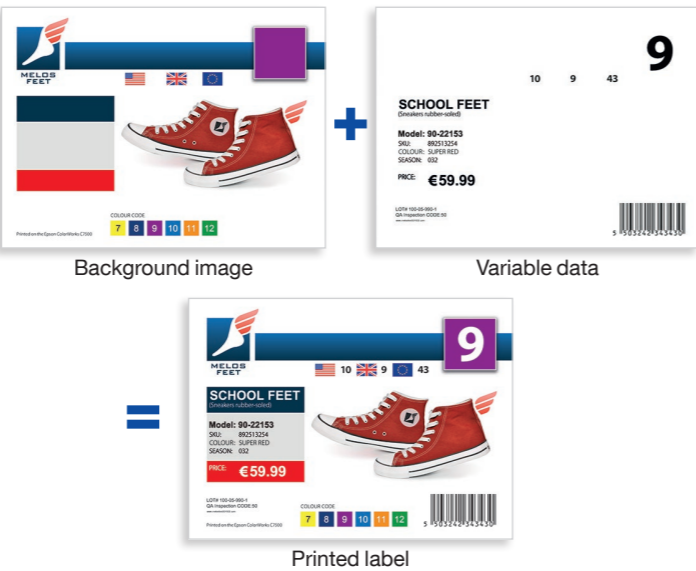 MELOS
FEET
COLOUR CODE
7 8 9 10 11 12
Printed on the Epson ColorWorks C7500
Background image
+
9
10 9 43
SCHOOL FEET
(Sneakers rubber-soled)
Model: 90-22153
SKU: 892513254
COLOUR: SUPER RED
SEASON: 032
PRICE: €59.99
LOT# 100-05-990-1
QA Inspection CODE:50
5 503242 343430
Variable data
=
MELOS
FEET
9
10 9 43
SCHOOL FEET
(Sneakers rubber-soled)
Model: 90-22153
SKU: 892513254
COLOUR: SUPER RED
SEASON: 032
PRICE: €59.99
LOT# 100-05-990-1
QA Inspection CODE:50
COLOUR CODE
7 8 9 10 11 12
Printed on the Epson ColorWorks C7500
5 503242 343430
Printed label